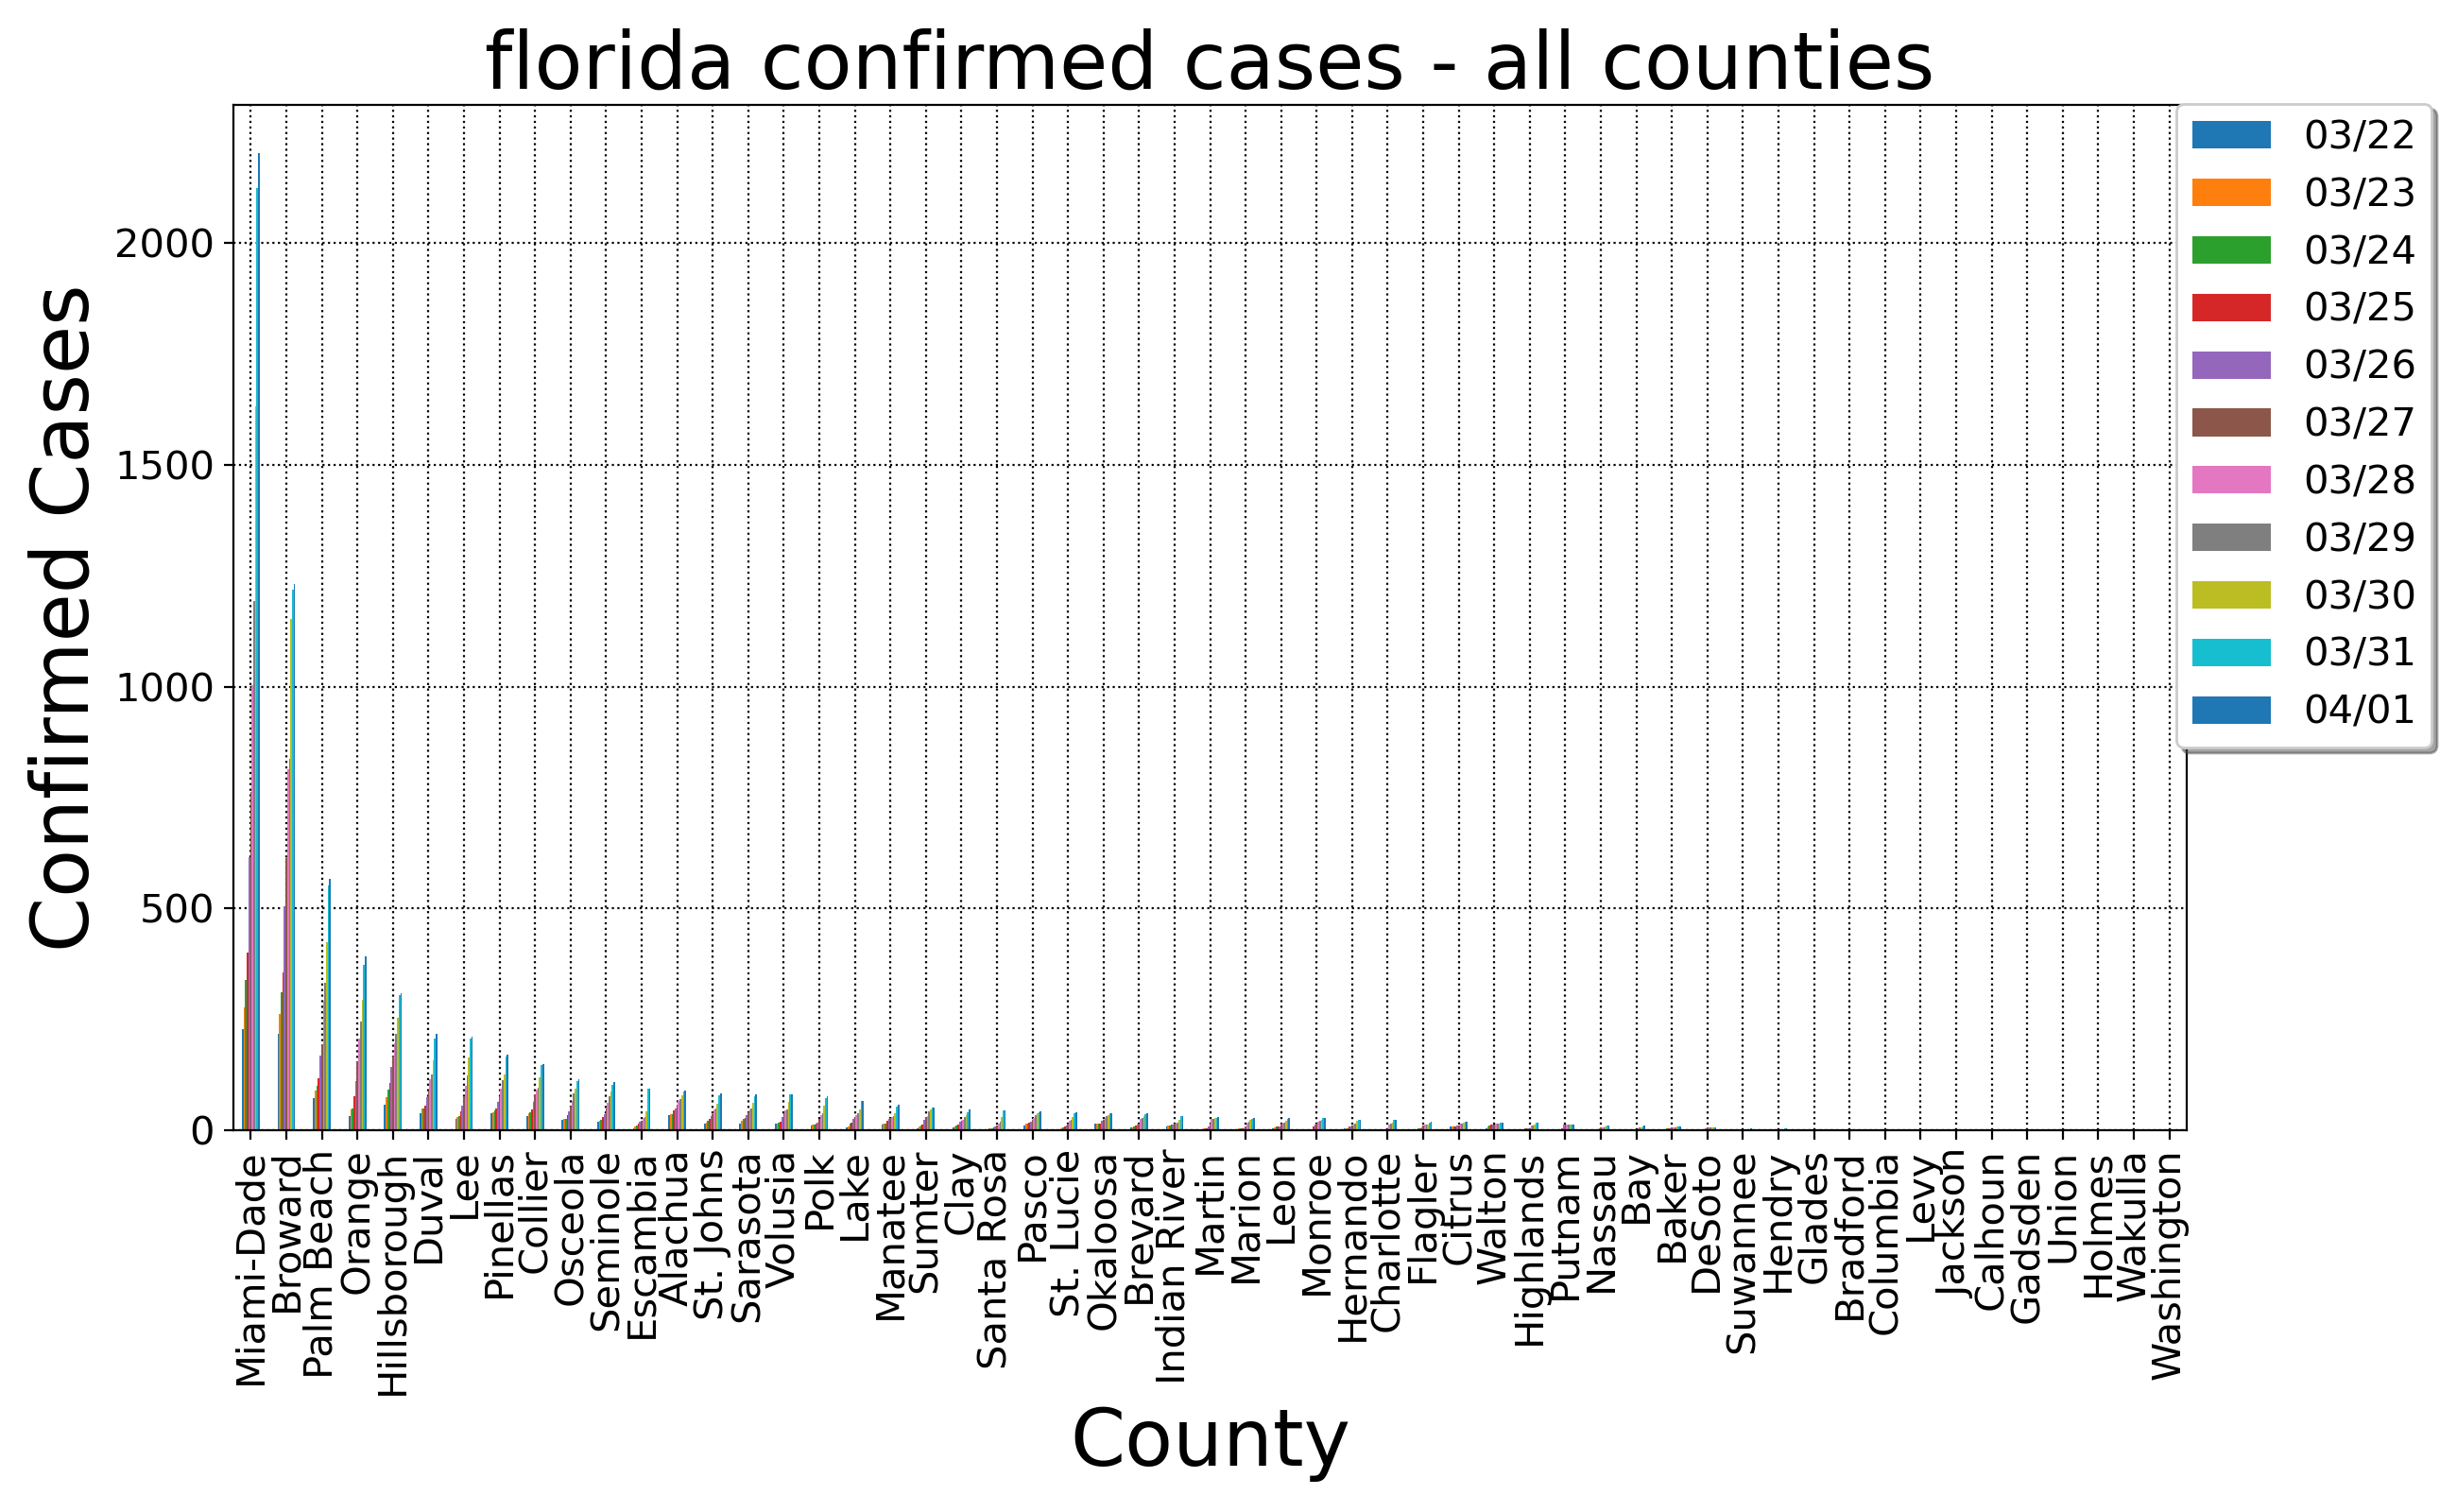 florida confirmed cases - all counties
Confirmed Cases
2000
1500
1000
500
0
03/22
03/23
03/24
03/25
03/26
03/27
03/28
03/29
03/30
03/31
04/01
Miami-Dade
Broward
Palm Beach
Orange
Hillsborough
Duval
Lee
Pinellas
Collier
Osceola
Seminole
Escambia
Alachua
St. Johns
Sarasota
Volusia
Polk
Lake
Manatee
Sumter
Clay
Santa Rosa
Pasco
St. Lucie
Okaloosa
Brevard
Indian River
Martin
Marion
Leon
Monroe
Hernando
Charlotte
Flagler
Citrus
Walton
Highlands
Putnam
Nassau
Bay
Baker
DeSoto
Suwannee
Hendry
Glades
Bradford
Columbia
Levy
Jackson
Calhoun
Gadsden
Union
Holmes
Wakulla
Washington
County